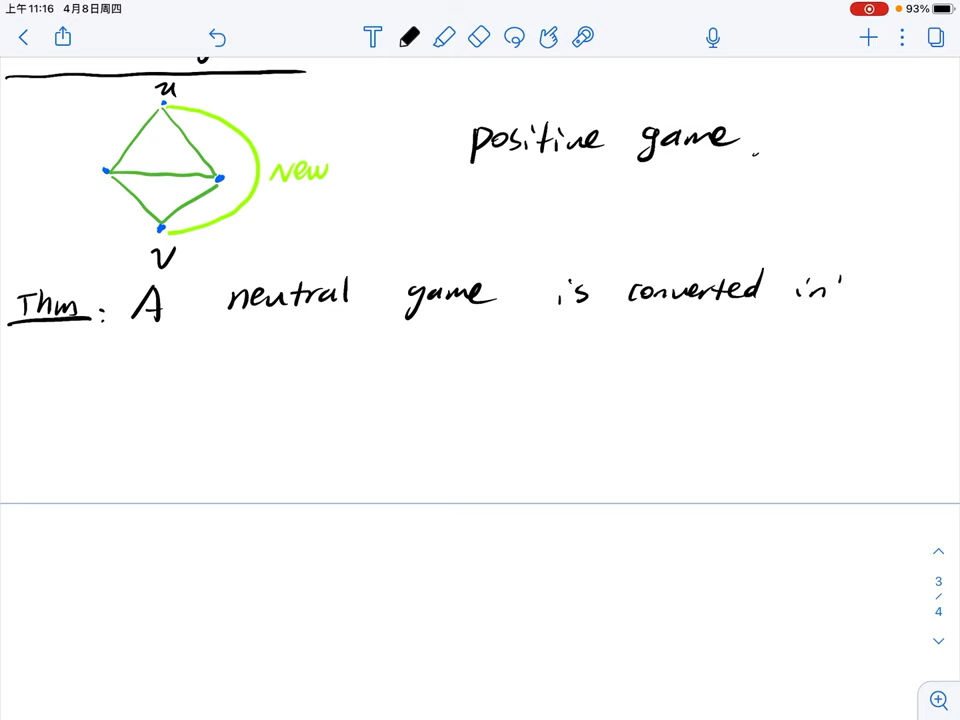 上午11:16 4月8日周四
93%
T
u
New
positive game.
v
Thm: A neutral game is converted in
3
/
4